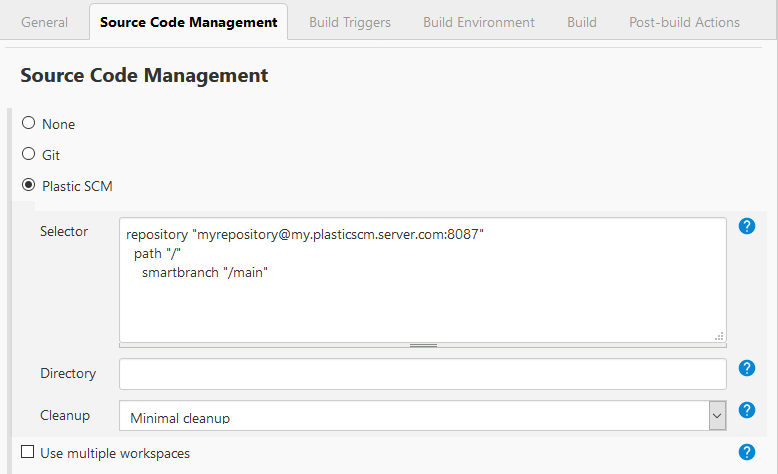 General Source Code Management Build Triggers Build Environment Build Post-build Actions
Source Code Management
None
Git
Plastic SCM
Selector
repository "myrepository@my.plasticscm.server.com:8087"
path "/"
smartbranch "/main"
?
Directory
?
Cleanup Minimal cleanup ?
Use multiple workspaces ?